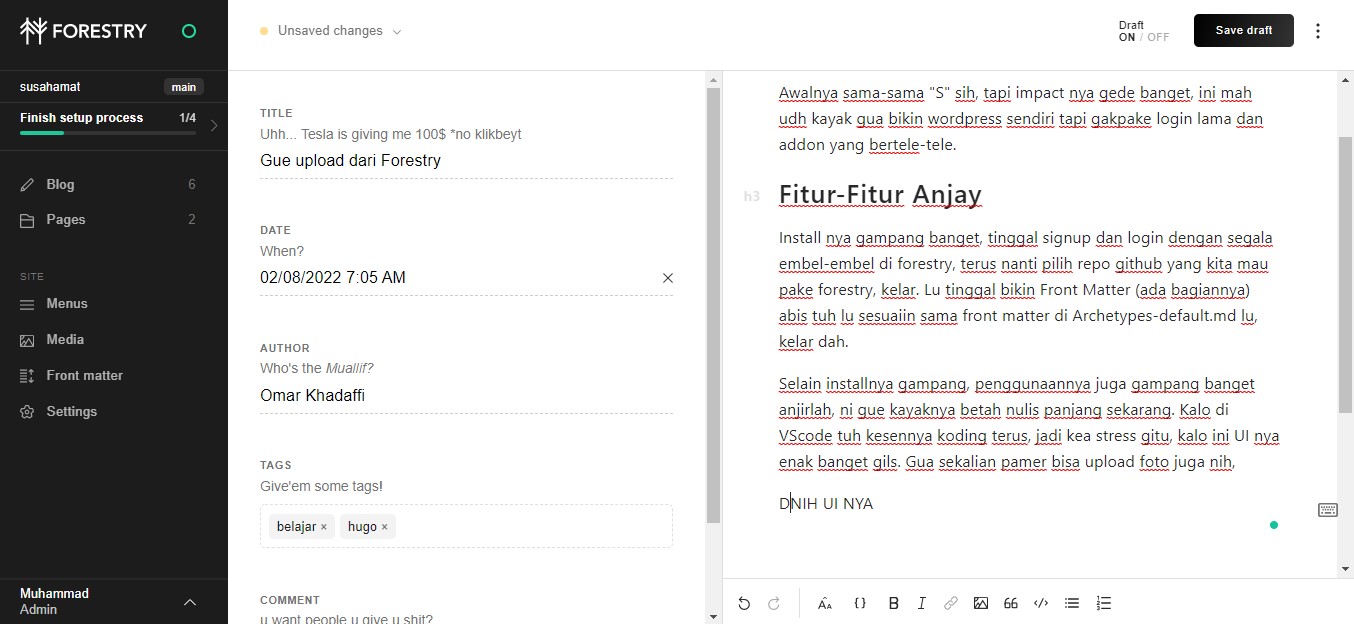 FORESTRY
susahamat main
Finish setup process 1/4
Blog 6
Pages 2
SITE
Menus
Media
Front matter
Settings
Muhammad
Admin
Unsaved changes
Draft
ON / OFF
Save draft
TITLE
Uhh... Tesla is giving me 100$ *no klikbeyt
Gue upload dari Forestry
DATE
When?
02/08/2022 7:05 AM
AUTHOR
Who's the Muallif?
Omar Khadaffi
TAGS
Give'em some tags!
belajar × hugo ×
COMMENT
u want people u give u shit?
Awalnya sama-sama "S" sih, tapi impact nya gede banget, ini mah
udh kayak gua bikin wordpress sendiri tapi gakpake login lama dan
addon yang bertele-tele.
h3 Fitur-Fitur Anjay
Install nya gampang banget, tinggal signup dan login dengan segala
embel-embel di forestry, terus nanti pilih repo github yang kita mau
pake forestry, kelar. Lu tinggal bikin Front Matter (ada bagiannya)
abis tuh lu sesuaiin sama front matter di Archetypes-default.md lu,
kelar dah.
Selain installnya gampang, penggunaannya juga gampang banget
anjirlah, ni gue kayaknya betah nulis panjang sekarang. Kalo di
VScode tuh kesennya koding terus, jadi kea stress gitu, kalo ini UI nya
enak banget gils. Gua sekalian pamer bisa upload foto juga nih,
DNIH UI NYA